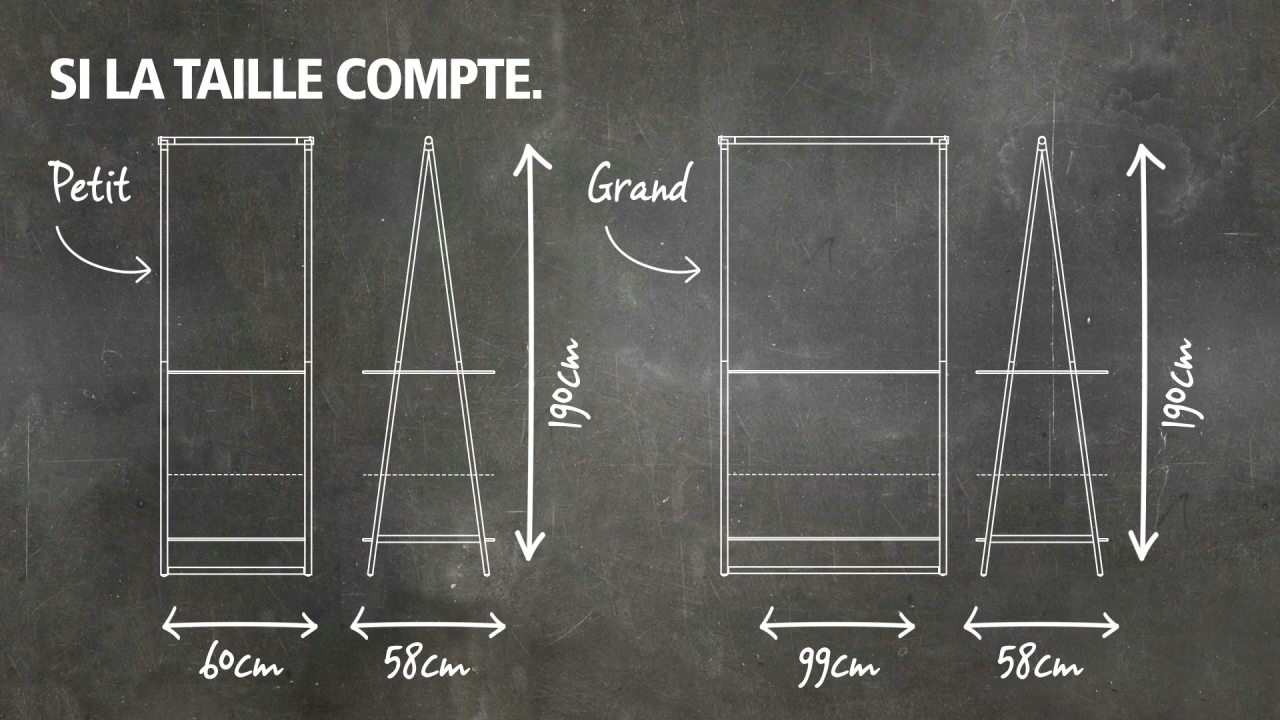 SI LA TAILLE COMPTE.
Petit
Grand
190cm
190cm
60cm
58cm
99cm
58cm